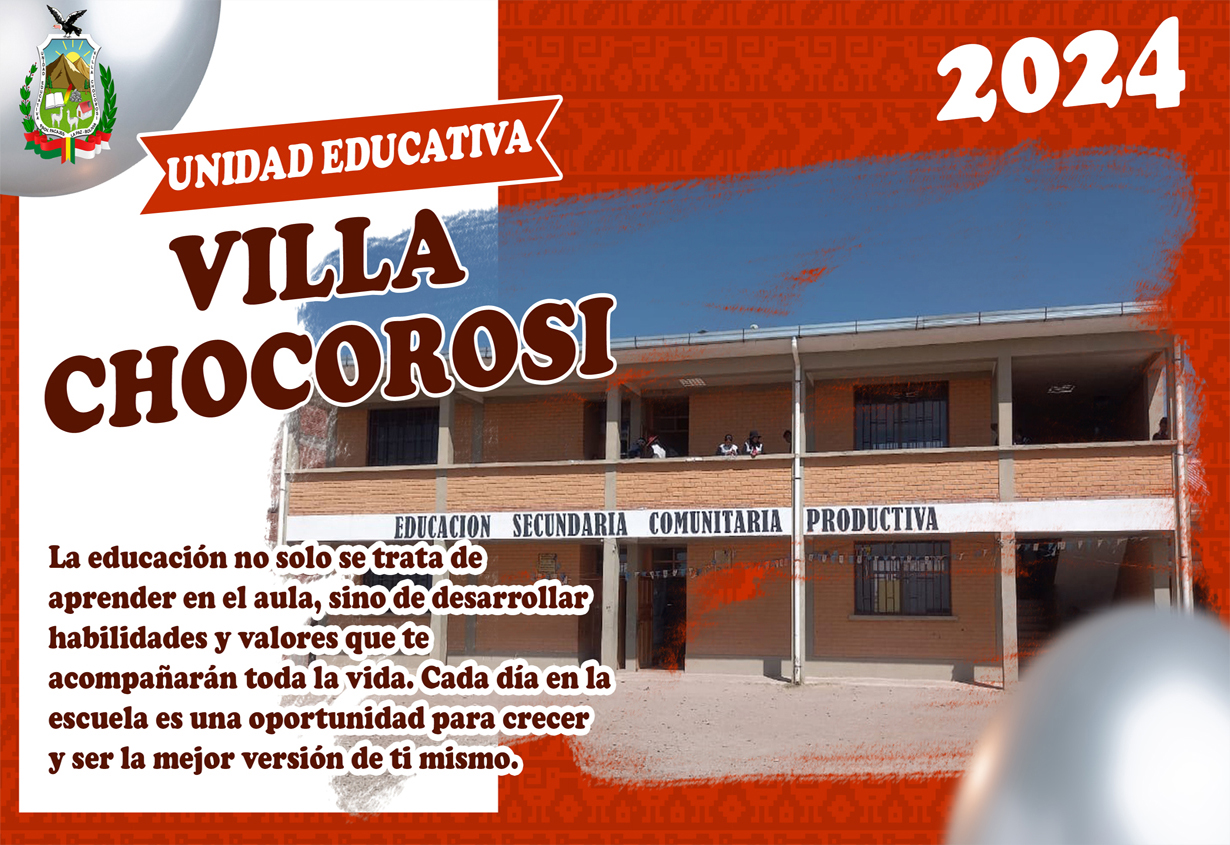 UNIDAD EDUCATIVA
VILLA
CHOCOROSI
2024
EDUCACION SECUNDARIA COMUNITARIA PRODUCTIVA
La educación no solo se trata de
aprender en el aula, sino de desarrollar
habilidades y valores que te
acompañarán toda la vida. Cada día en la
escuela es una oportunidad para crecer
y ser la mejor versión de ti mismo.